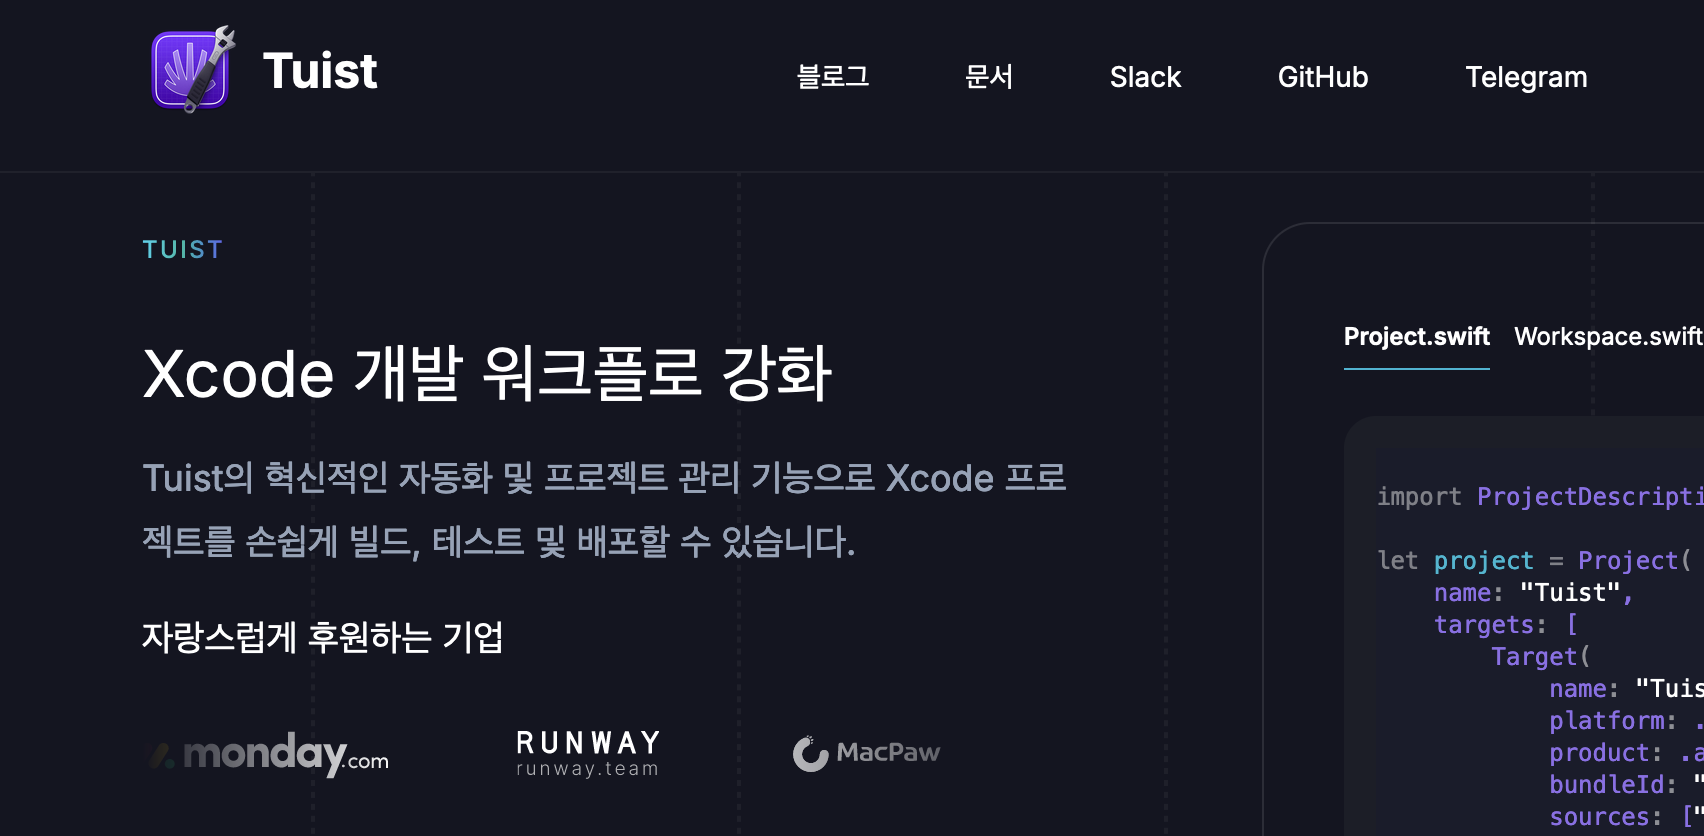 Tuist
블로그
문서
Slack
GitHub
Telegram
TUIST
Xcode 개발 워크플로 강화
Tuist의 혁신적인 자동화 및 프로젝트 관리 기능으로 Xcode 프로
젝트를 손쉽게 빌드, 테스트 및 배포할 수 있습니다.
자랑스럽게 후원하는 기업
monday.com
RUNWAY
runway.team
MacPaw
Project.swift
Workspace.swift
import ProjectDescripti
let project = Project(
    name: "Tuist",
    targets: [
        Target(
            name: "Tuis
            platform: .
            product: .a
            bundleId: "
            sources: ["